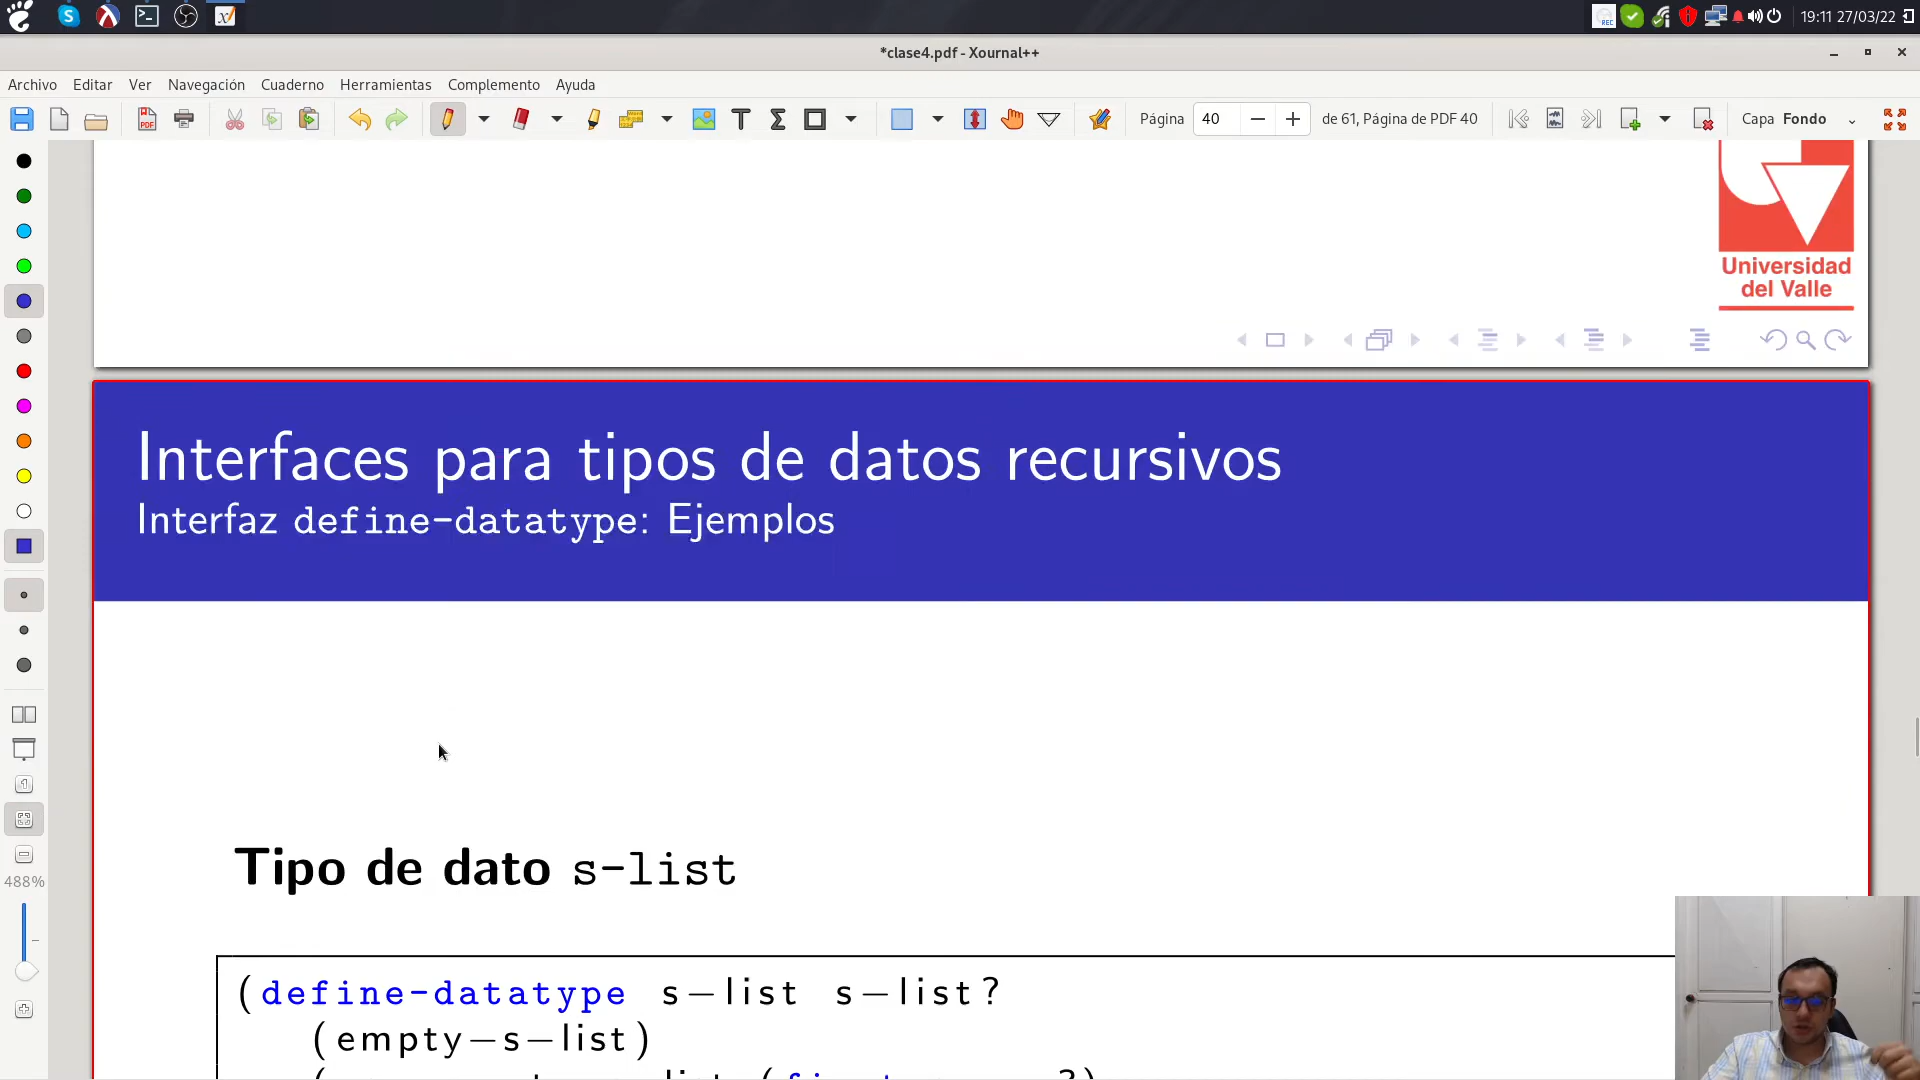 19:11 27/03/22
*clase4.pdf - Xournal++
Archivo Editar Ver Navegación Cuaderno Herramientas Complemento Ayuda
Página 40 de 61, Página de PDF 40 Capa Fondo
Universidad
del Valle
Interfaces para tipos de datos recursivos
Interfaz define-datatype: Ejemplos
Tipo de dato s-list
(define-datatype s-list s-list?
(empty-s-list)
488%